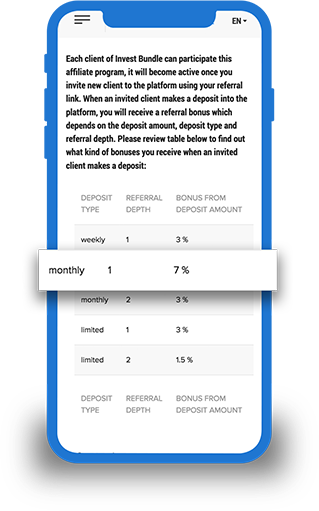 EN
Each client of Invest Bundle can participate this
affiliate program, it will become active once you
invite new client to the platform using your referral
link. When an invited client makes a deposit into the
platform, you will receive a referral bonus which
depends on the deposit amount, deposit type and
referral depth. Please review table below to find out
what kind of bonuses you receive when an invited
client makes a deposit:
DEPOSIT REFERRAL BONUS FROM
TYPE DEPTH DEPOSIT AMOUNT
weekly 1 3 %
monthly 1 7 %
monthly 2 3 %
limited 1 3 %
limited 2 1.5 %
DEPOSIT REFERRAL BONUS FROM
TYPE DEPTH DEPOSIT AMOUNT